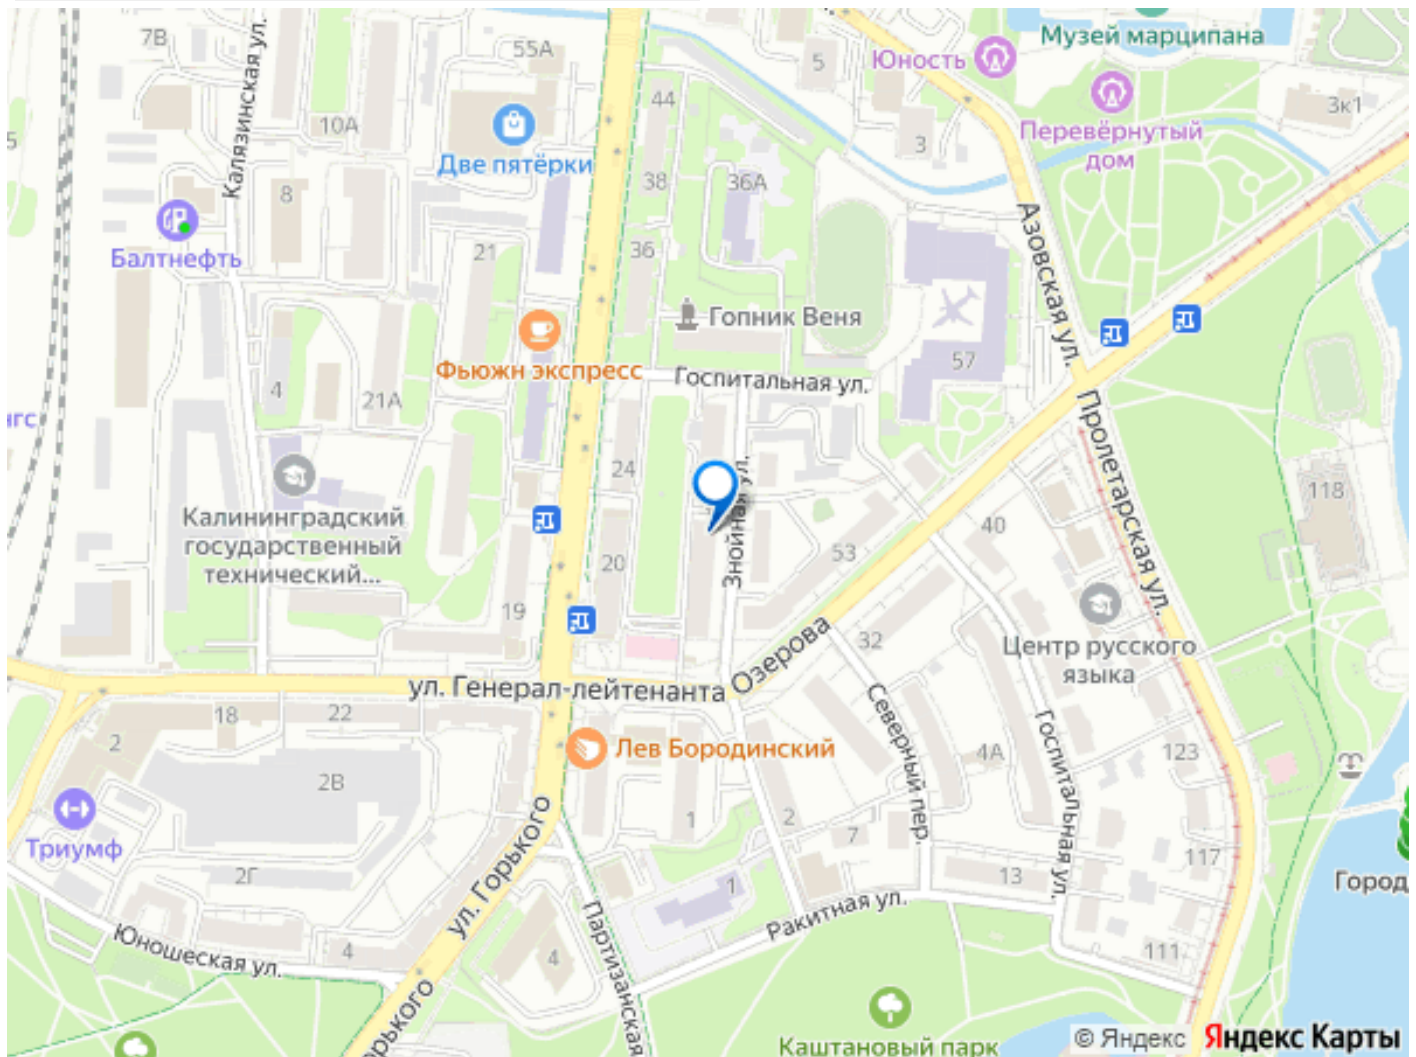 7В
Калязинская ул.
55А
5
Юность
Музей марципана
44
3к1
10А
3
Перевёрнутый
дом
Две пятёрки
38
36А
8
Азовская ул.
Балтнефть
21
36
Гопник Веня
57
Фьюжн экспресс
Госпитальная ул.
4
21А
нгс
Пролетарская ул.
24
Знойная ул.
118
Калининградский
государственный
технический...
40
53
20
19
Центр русского
языка
32
ул. Генерал-лейтенанта
Озерова
18
22
Северный пер.
Госпитальная ул.
2
Лев Бородинский
4А
123
2В
1
2
7
Триумф
ул. Горького
117
2Г
1
13
Город
Ракитная ул.
Юношеская ул.
4
4
Партизанская
111
орького
Каштановый парк
© Яндекс Яндекс Карты